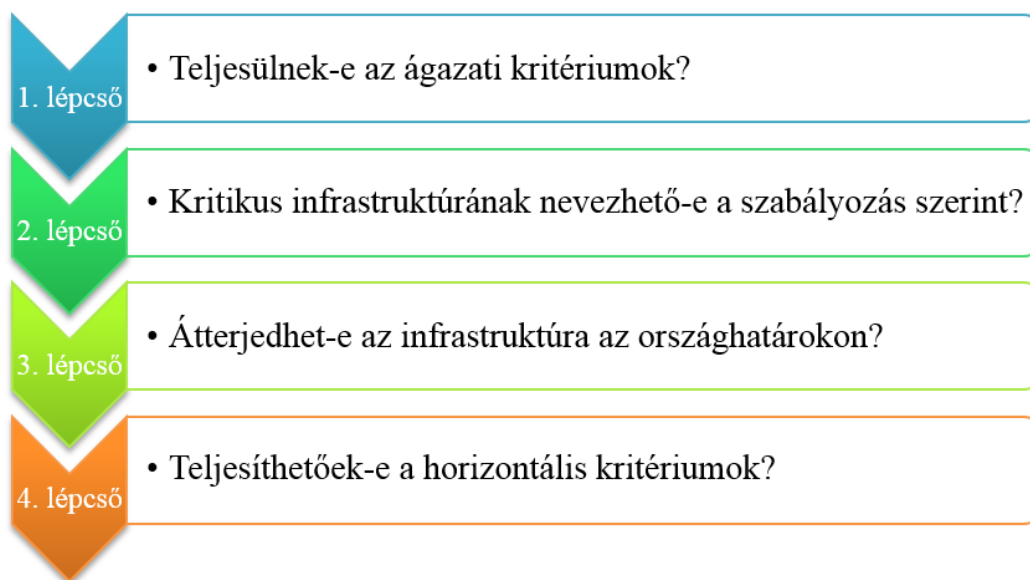 1. lépcső
• Teljesülnek-e az ágazati kritériumok?
2. lépcső
• Kritikus infrastruktúrának nevezhető-e a szabályozás szerint?
3. lépcső
• Átterjedhet-e az infrastruktúra az országhatárokon?
4. lépcső
• Teljesíthetőek-e a horizontális kritériumok?